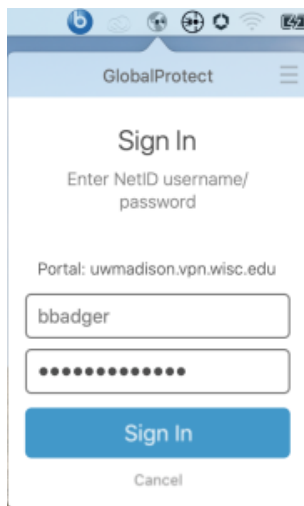 GlobalProtect
Sign In
Enter NetID username/
password
Portal: uwmadison.vpn.wisc.edu
bbadger
●●●●●●●●●●●●●
Sign In
Cancel